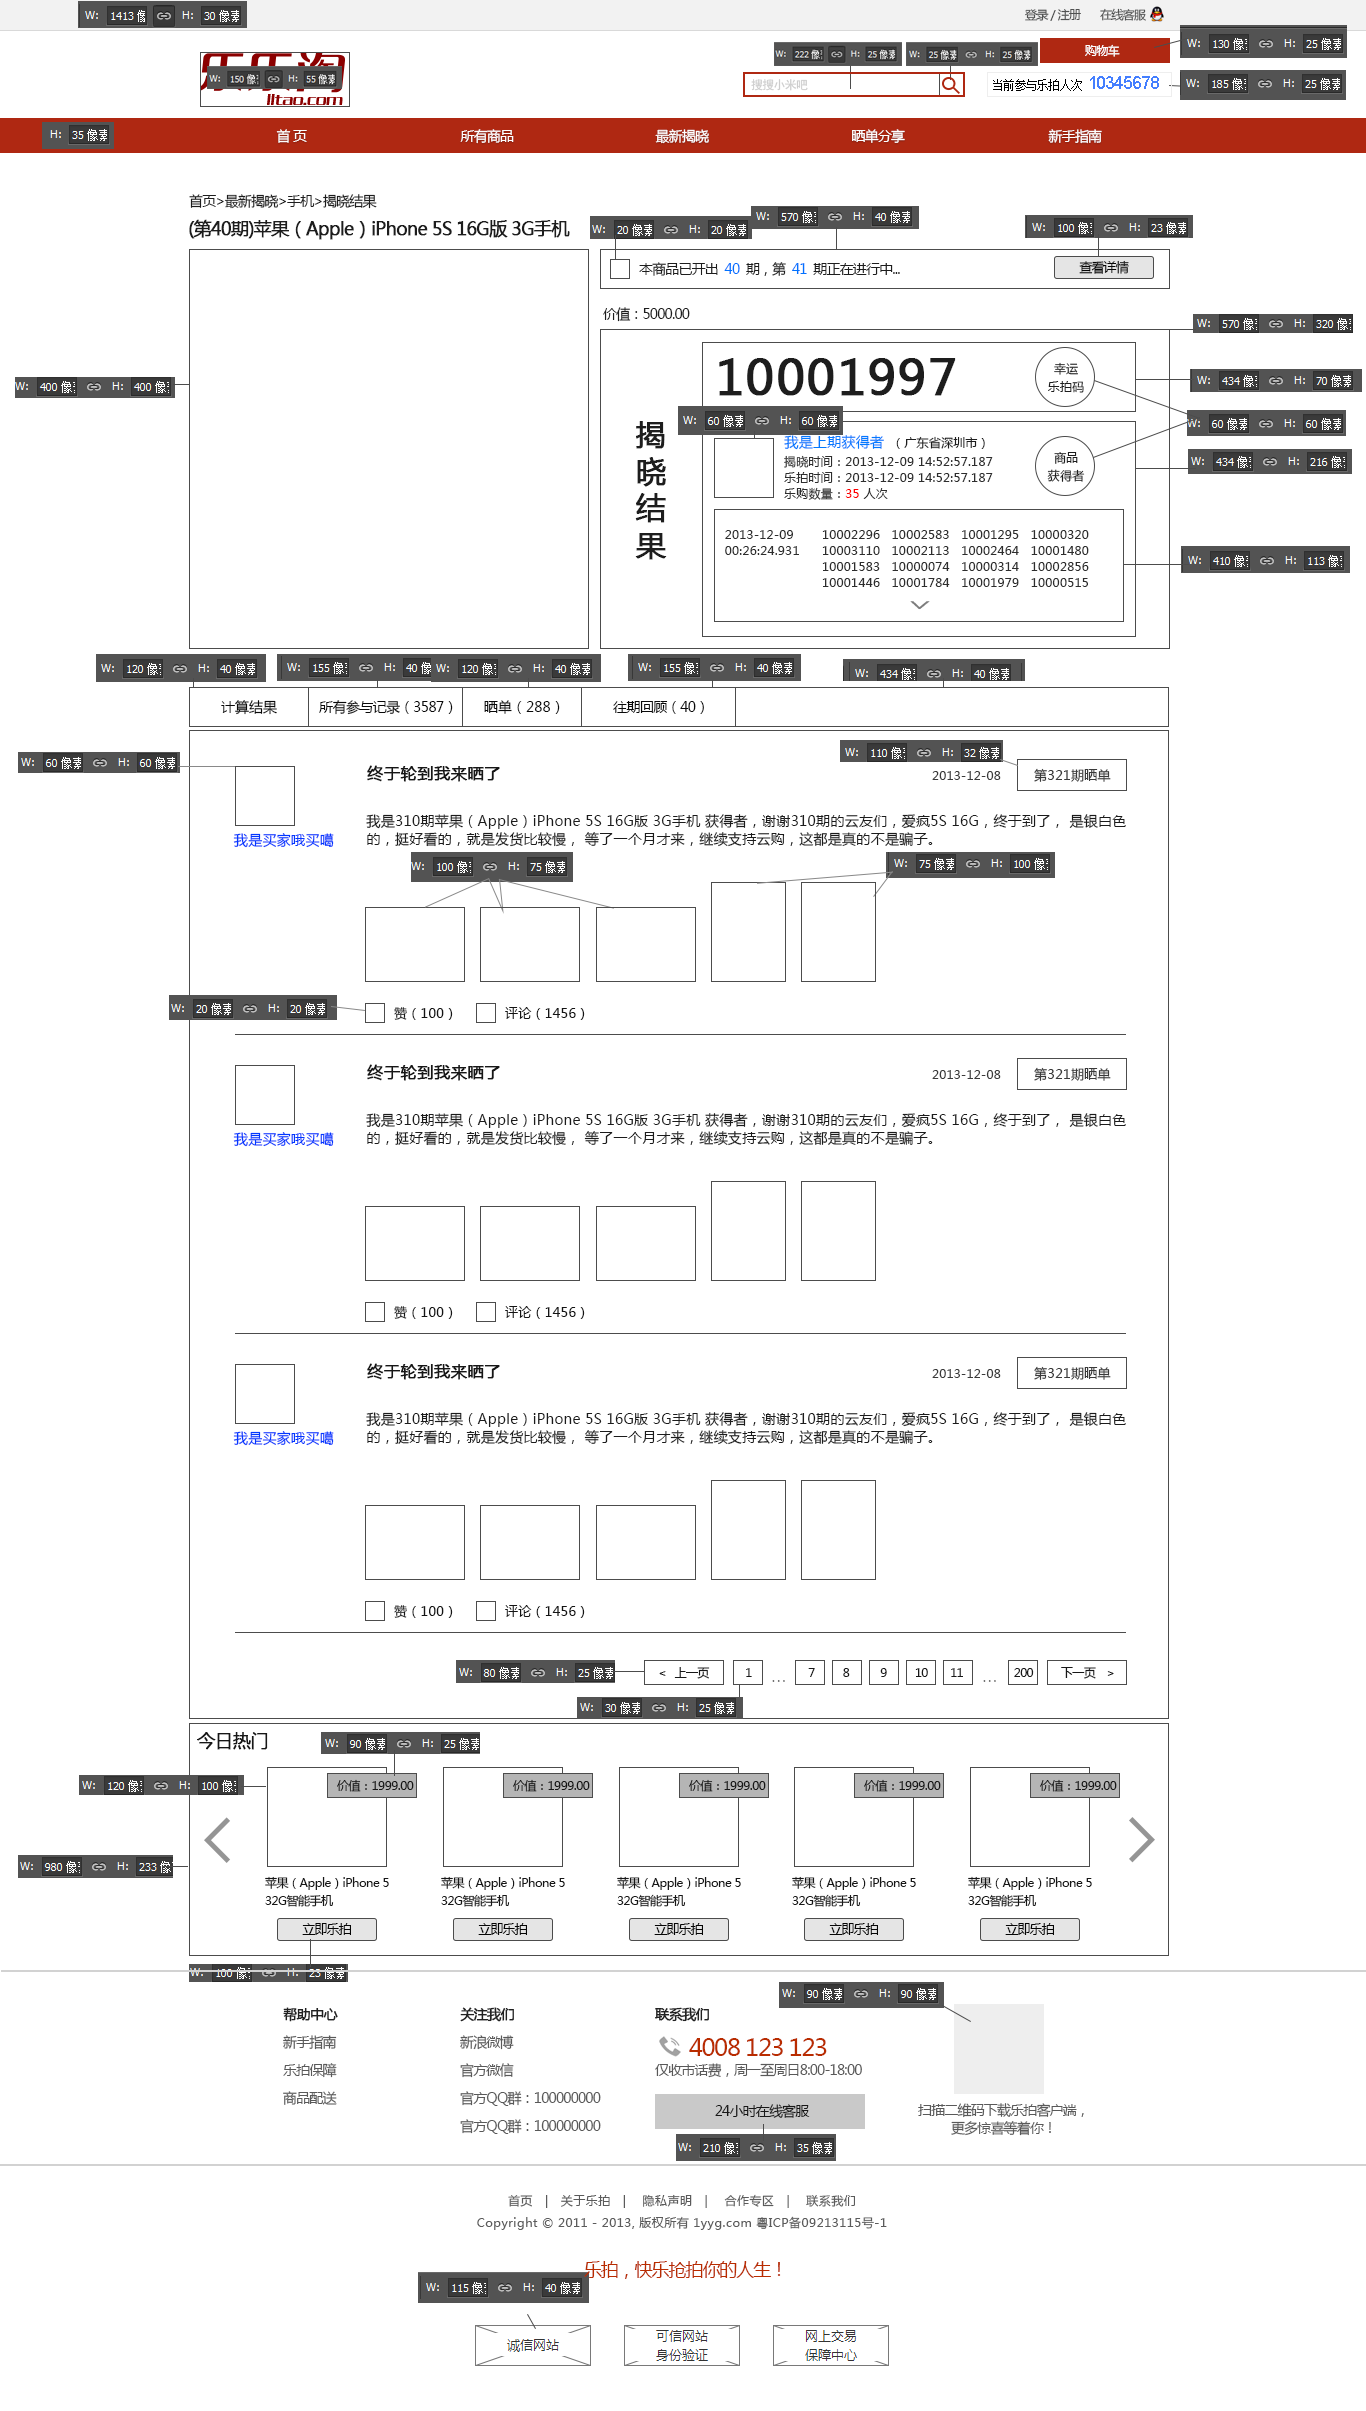 W: 1413 像 H: 30 像素
登录 / 注册
在线客服
乐乐淘
lltao.com
W: 150 像 H: 55 像素
W: 222 像 H: 25 像素
W: 25 像素 H: 25 像素
购物车
W: 130 像 H: 25 像素
搜搜小米吧
当前参与乐拍人次 10345678
W: 185 像 H: 25 像素
H: 35 像素
首 页
所有商品
最新揭晓
晒单分享
新手指南
首页>最新揭晓>手机>揭晓结果
(第40期)苹果（Apple）iPhone 5S 16G版 3G手机
W: 20 像素 H: 20 像素
W: 570 像 H: 40 像素
W: 100 像 H: 23 像素
本商品已开出 40 期，第 41 期正在进行中...
查看详情
价值：5000.00
W: 570 像 H: 320 像
W: 400 像 H: 400 像
10001997
幸运
乐拍码
W: 434 像 H: 70 像素
W: 60 像素 H: 60 像素
W: 60 像素 H: 60 像素
揭晓结果
我是上期获得者 （广东省深圳市）
揭晓时间：2013-12-09 14:52:57.187
乐拍时间：2013-12-09 14:52:57.187
乐购数量：35 人次
商品
获得者
W: 434 像 H: 216 像
2013-12-09 10002296 10002583 10001295 10000320
00:26:24.931 10003110 10002113 10002464 10001480
10001583 10000074 10000314 10002856
10001446 10001784 10001979 10000515
W: 410 像 H: 113 像
W: 120 像 H: 40 像素
W: 155 像 H: 40 像
W: 120 像 H: 40 像素
W: 155 像 H: 40 像素
W: 434 像 H: 40 像素
计算结果
所有参与记录（3587）
晒单（288）
往期回顾（40）
W: 60 像素 H: 60 像素
W: 110 像 H: 32 像素
终于轮到我来晒了
2013-12-08
第321期晒单
我是买家哦买噶
我是310期苹果（Apple）iPhone 5S 16G版 3G手机 获得者，谢谢310期的云友们，爱疯5S 16G，终于到了， 是银白色
的，挺好看的，就是发货比较慢， 等了一个月才来，继续支持云购，这都是真的不是骗子。
W: 100 像 H: 75 像素
W: 75 像素 H: 100 像
W: 20 像素 H: 20 像素
赞（100） 评论（1456）
终于轮到我来晒了
2013-12-08
第321期晒单
我是买家哦买噶
我是310期苹果（Apple）iPhone 5S 16G版 3G手机 获得者，谢谢310期的云友们，爱疯5S 16G，终于到了， 是银白色
的，挺好看的，就是发货比较慢， 等了一个月才来，继续支持云购，这都是真的不是骗子。
赞（100） 评论（1456）
终于轮到我来晒了
2013-12-08
第321期晒单
我是买家哦买噶
我是310期苹果（Apple）iPhone 5S 16G版 3G手机 获得者，谢谢310期的云友们，爱疯5S 16G，终于到了， 是银白色
的，挺好看的，就是发货比较慢， 等了一个月才来，继续支持云购，这都是真的不是骗子。
赞（100） 评论（1456）
W: 80 像素 H: 25 像素
< 上一页 1 ... 7 8 9 10 11 ... 200 下一页 >
W: 30 像素 H: 25 像素
今日热门
W: 90 像素 H: 25 像素
W: 120 像 H: 100 像
价值：1999.00 价值：1999.00 价值：1999.00 价值：1999.00 价值：1999.00
W: 980 像 H: 233 像
苹果（Apple）iPhone 5 苹果（Apple）iPhone 5 苹果（Apple）iPhone 5 苹果（Apple）iPhone 5 苹果（Apple）iPhone 5
32G智能手机 32G智能手机 32G智能手机 32G智能手机 32G智能手机
立即乐拍 立即乐拍 立即乐拍 立即乐拍 立即乐拍
W: 100 像 H: 23 像素
帮助中心
新手指南
乐拍保障
商品配送
关注我们
新浪微博
官方微信
官方QQ群：100000000
官方QQ群：100000000
联系我们
4008 123 123
仅收市话费，周一至周日8:00-18:00
24小时在线客服
W: 210 像 H: 35 像素
W: 90 像素 H: 90 像素
扫描二维码下载乐拍客户端，
更多惊喜等着你！
首页 | 关于乐拍 | 隐私声明 | 合作专区 | 联系我们
Copyright © 2011 - 2013, 版权所有 1yyg.com 粤ICP备09213115号-1
乐拍，快乐抢拍你的人生！
W: 115 像 H: 40 像素
诚信网站
可信网站
身份验证
网上交易
保障中心